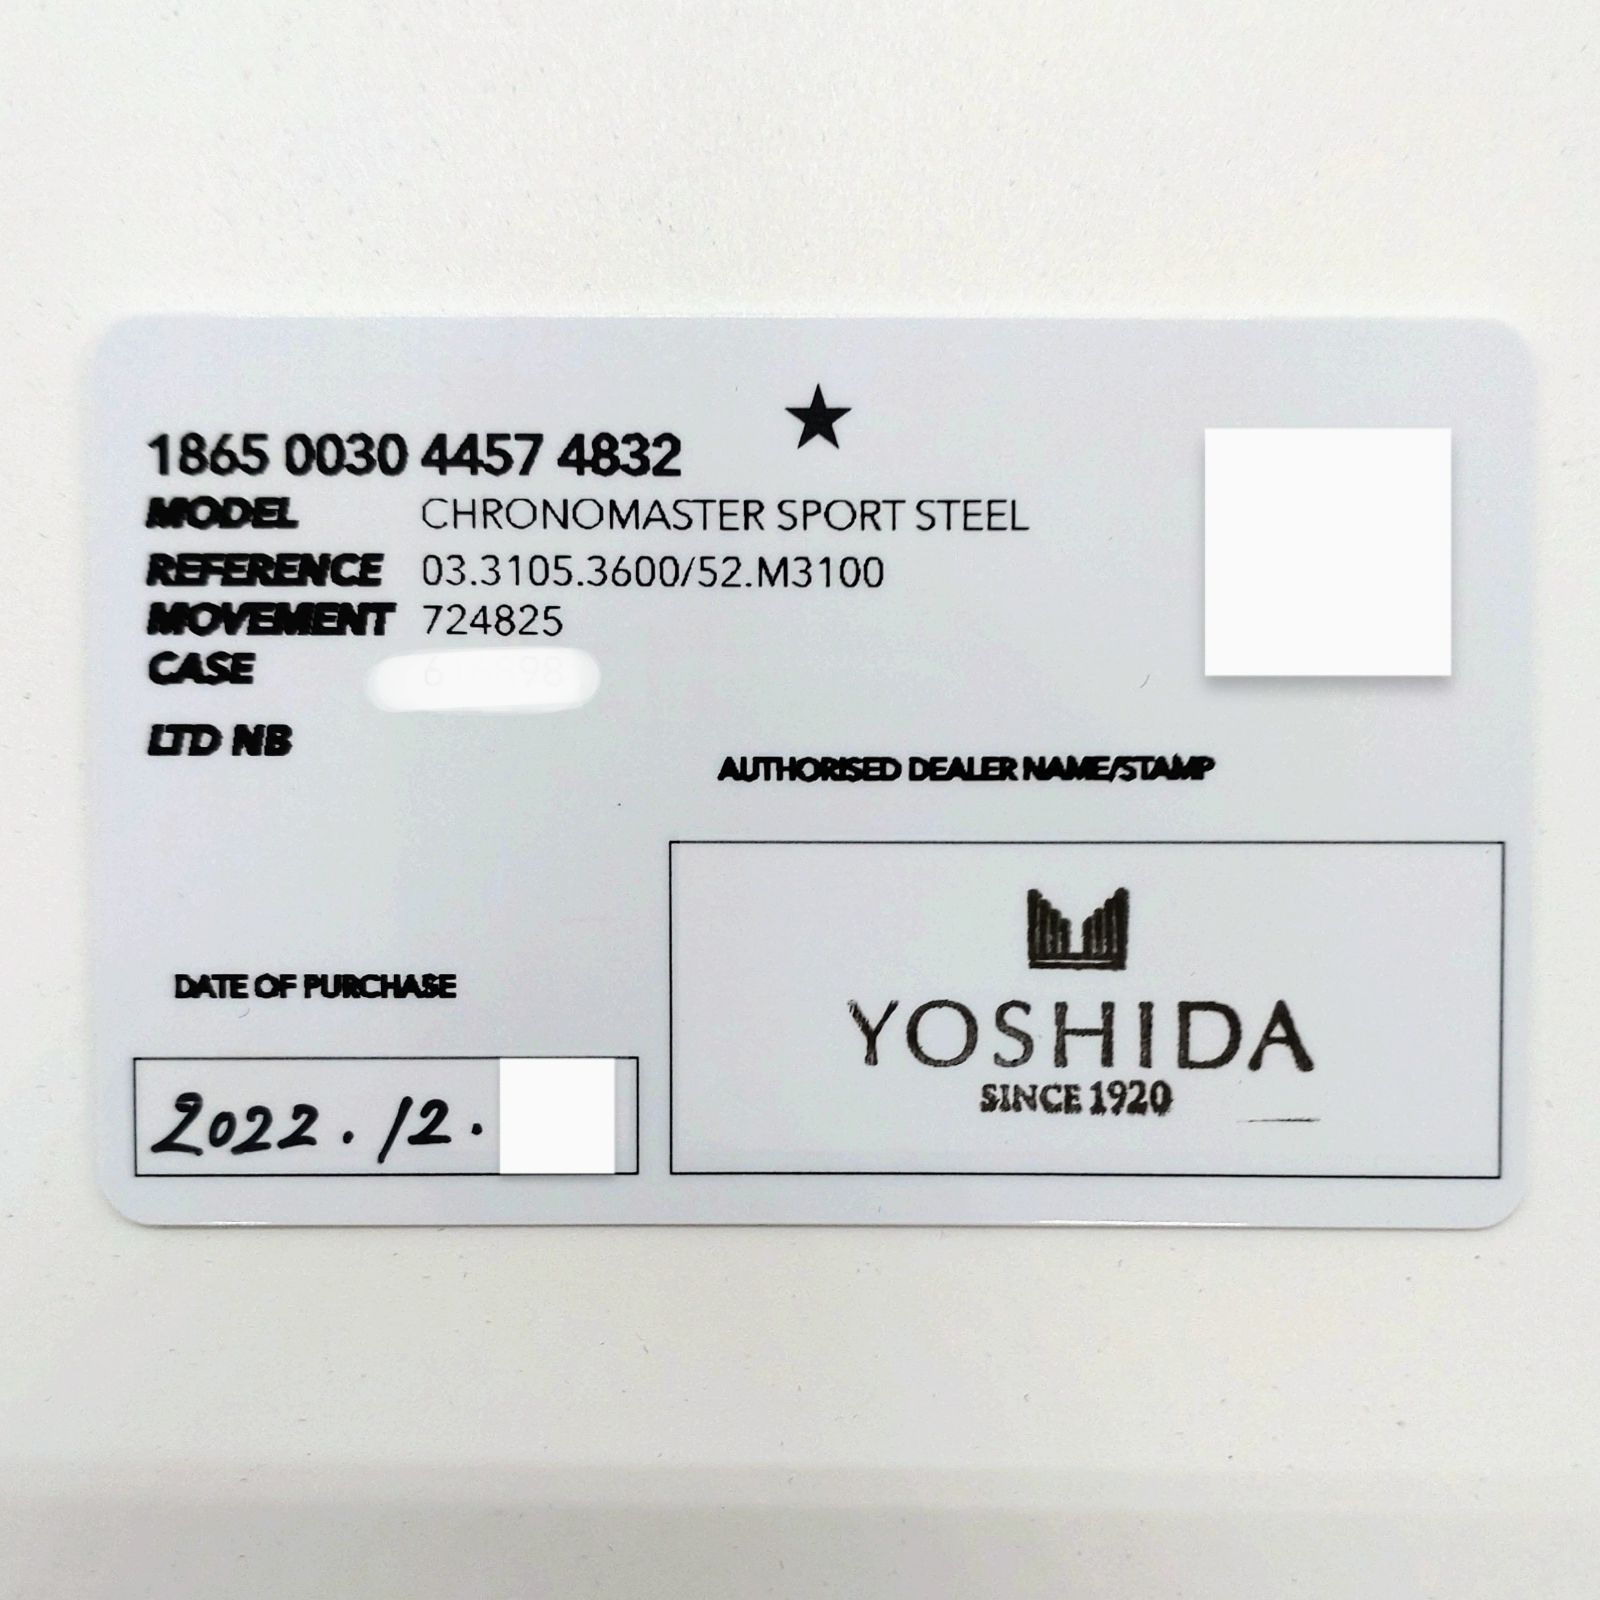 1865 0030 4457 4832
MODEL CHRONOMASTER SPORT STEEL
REFERENCE 03.3105.3600/52.M3100
MOVEMENT 724825
CASE
LTD NB
AUTHORISED DEALER NAME/STAMP
YOSHIDA
SINCE 1920
DATE OF PURCHASE
2022.12.